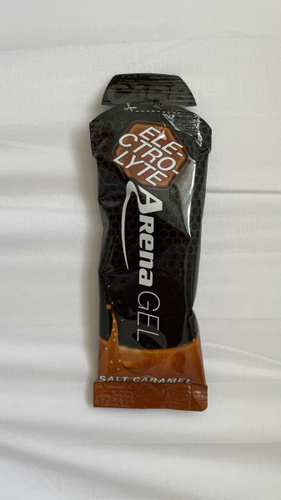 ELE-
CTRO-
LYTE
Arena GEL
SALT CARAMEL